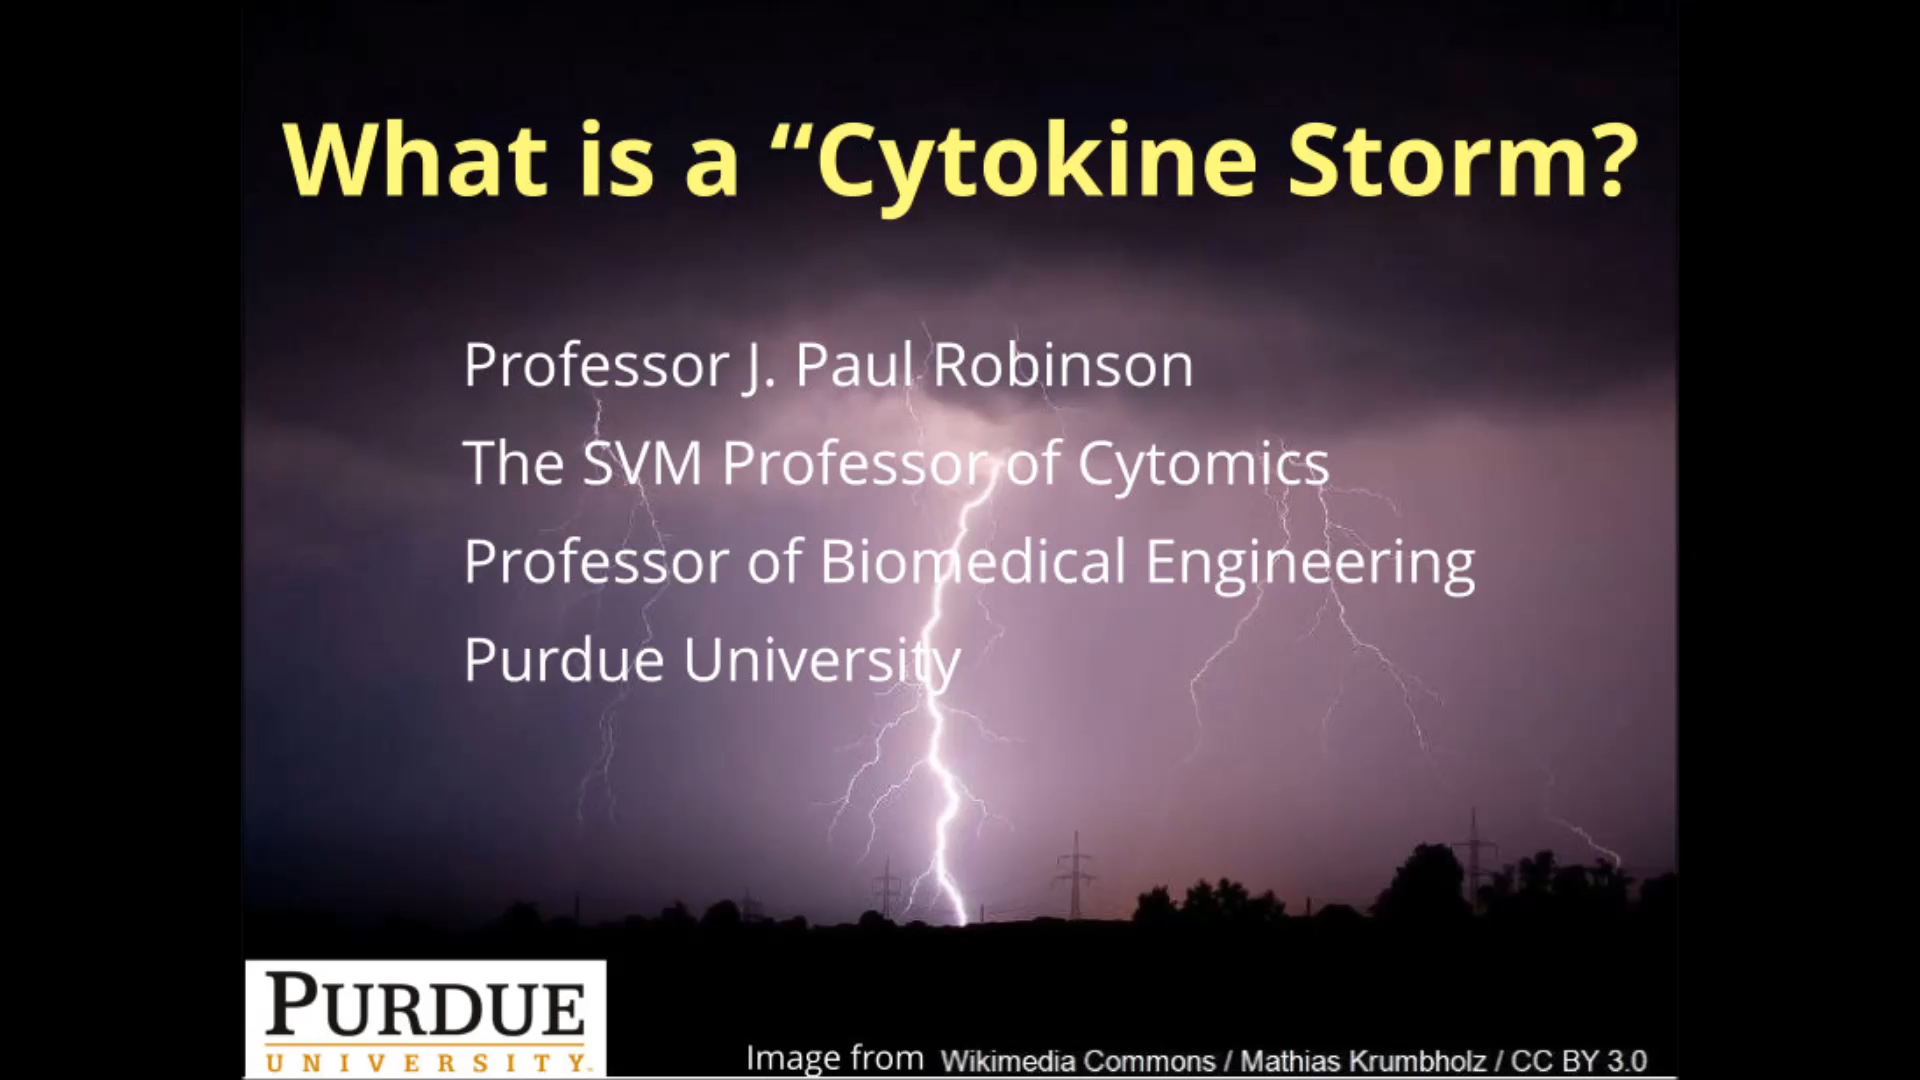 What is a “Cytokine Storm?
Professor J. Paul Robinson
The SVM Professor of Cytomics
Professor of Biomedical Engineering
Purdue University
PURDUE
UNIVERSITY.
Image from Wikimedia Commons / Mathias Krumbholz / CC BY 3.0